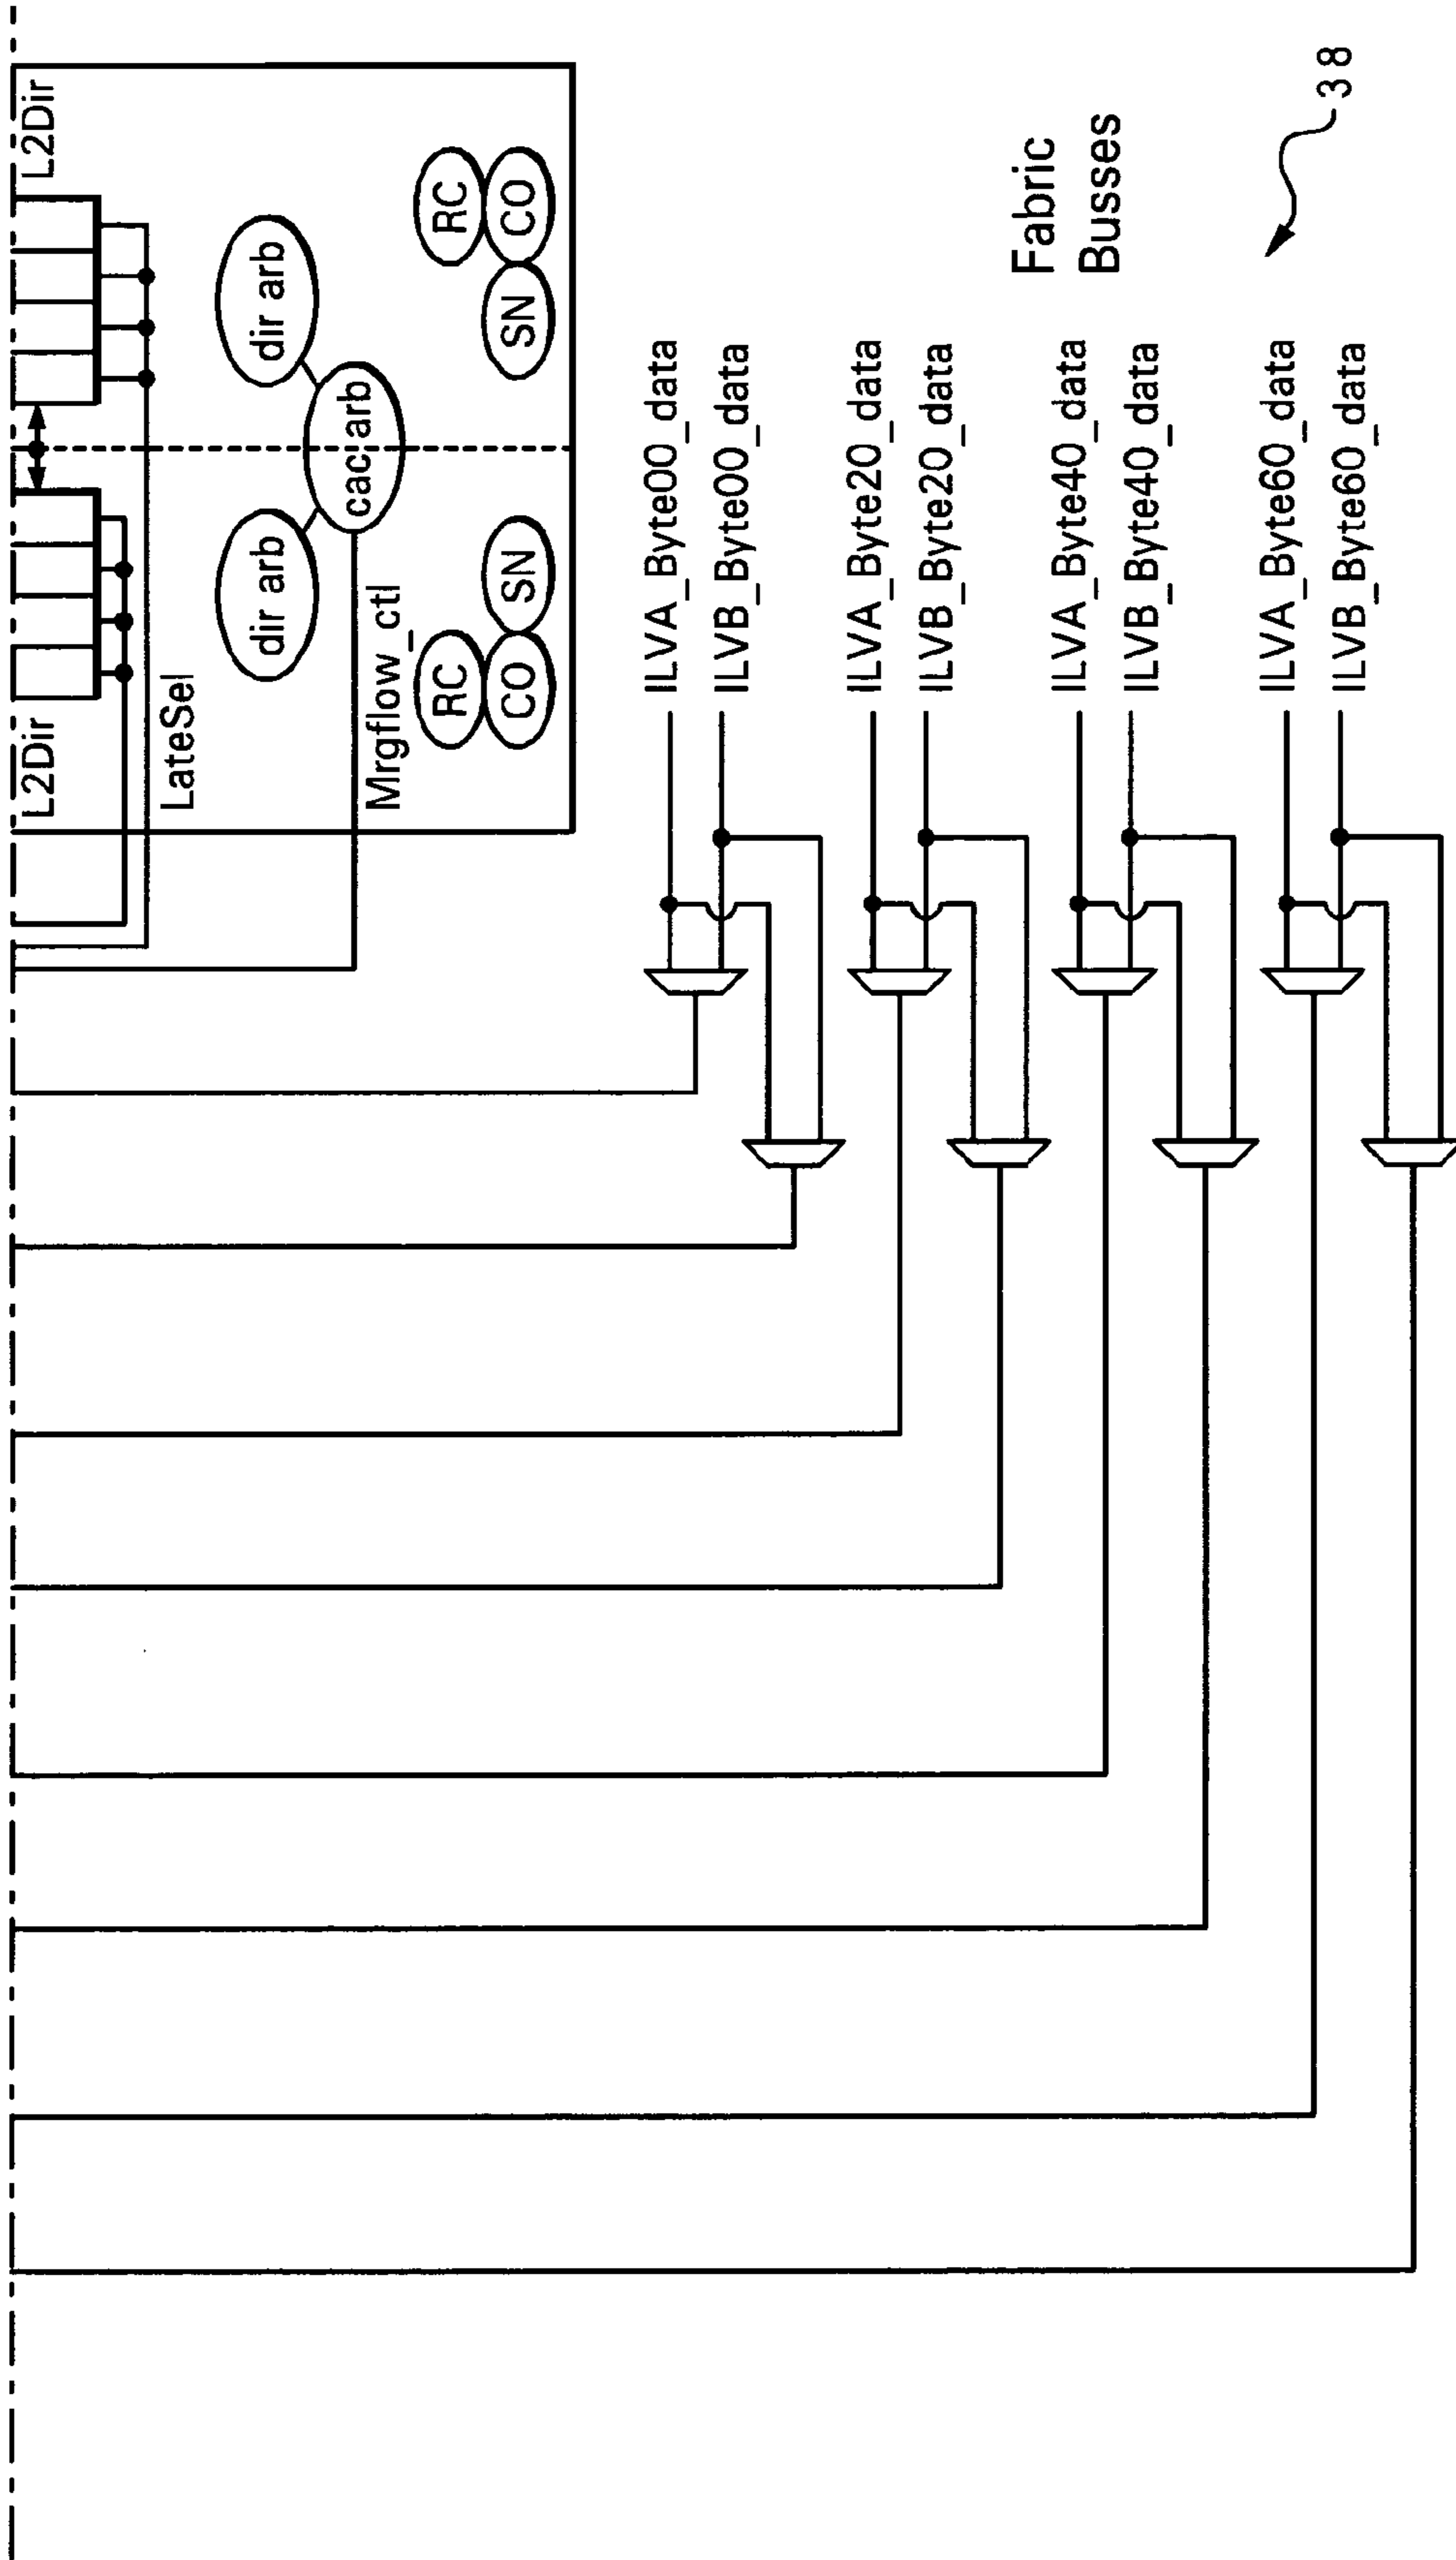 L2Dir
L2Dir
LateSel
dir arb
dir arb
cac arb
Mrgflow_ctl
RC
CO
SN
SN
RC
CO
ILVA_Byte00_data
ILVB_Byte00_data
ILVA_Byte20_data
ILVB_Byte20_data
ILVA_Byte40_data
ILVB_Byte40_data
ILVA_Byte60_data
ILVB_Byte60_data
Fabric
Busses
38